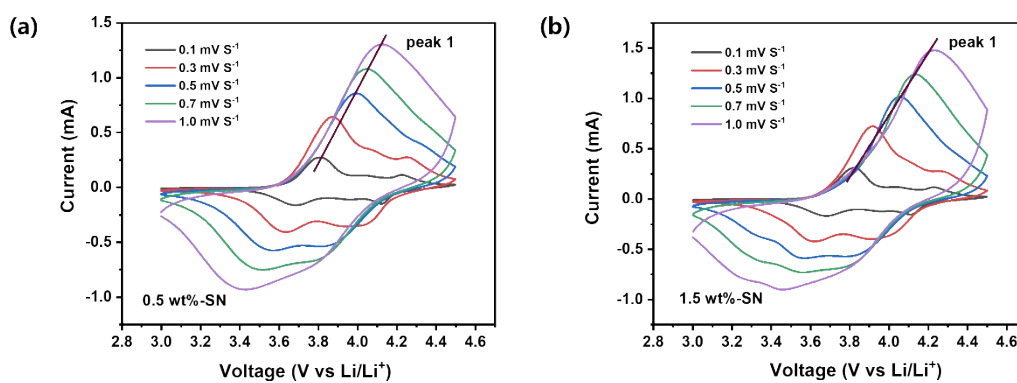 (a)
1.5
1.0
0.5
0.0
-0.5
-1.0
Current (mA)
0.1 mV S⁻¹
0.3 mV S⁻¹
0.5 mV S⁻¹
0.7 mV S⁻¹
1.0 mV S⁻¹
peak 1
0.5 wt%-SN
2.8 3.0 3.2 3.4 3.6 3.8 4.0 4.2 4.4 4.6
Voltage (V vs Li/Li⁺)
(b)
1.5
1.0
0.5
0.0
-0.5
-1.0
Current (mA)
0.1 mV S⁻¹
0.3 mV S⁻¹
0.5 mV S⁻¹
0.7 mV S⁻¹
1.0 mV S⁻¹
peak 1
1.5 wt%-SN
2.8 3.0 3.2 3.4 3.6 3.8 4.0 4.2 4.4 4.6
Voltage (V vs Li/Li⁺)